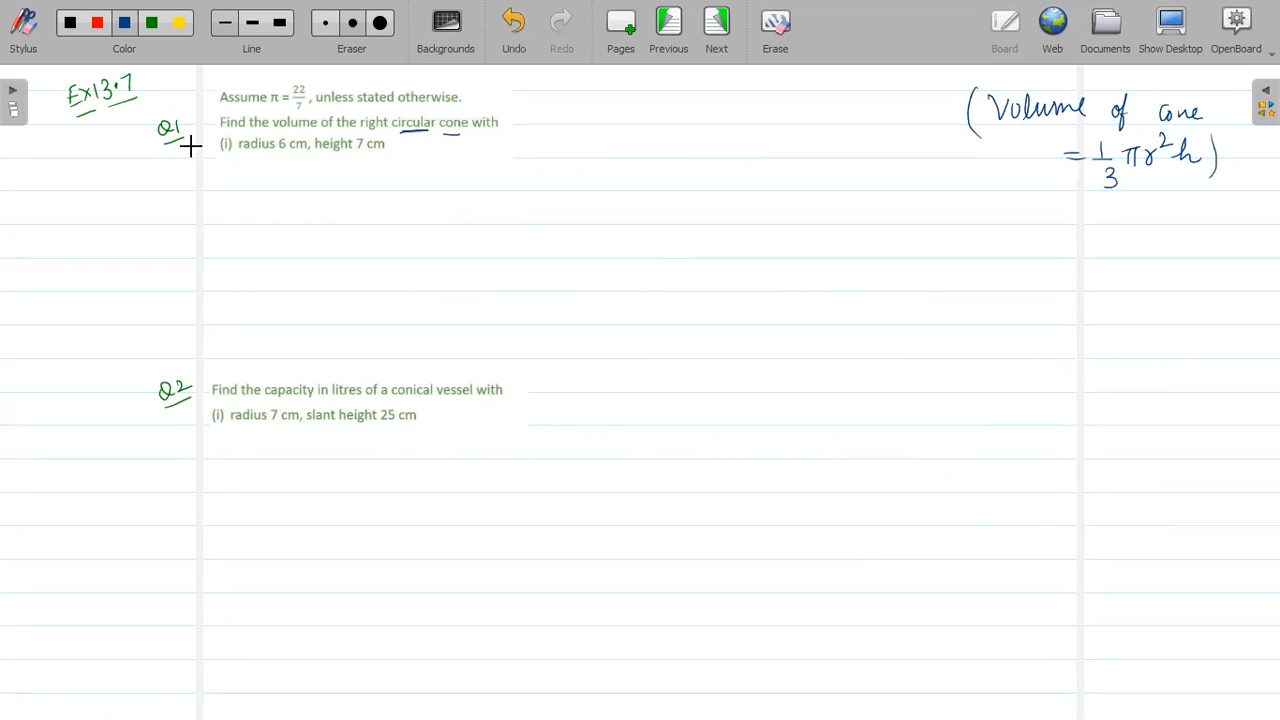 Stylus
Color
Line
Eraser
Backgrounds
Undo
Redo
Pages
Previous
Next
Erase
Board
Web
Documents
Show Desktop
OpenBoard
Ex13.7
Assume π = 22/7 , unless stated otherwise.
Q1
Find the volume of the right circular cone with
(i) radius 6 cm, height 7 cm
(Volume of cone
= 1/3 πr²h)
Q2
Find the capacity in litres of a conical vessel with
(i) radius 7 cm, slant height 25 cm